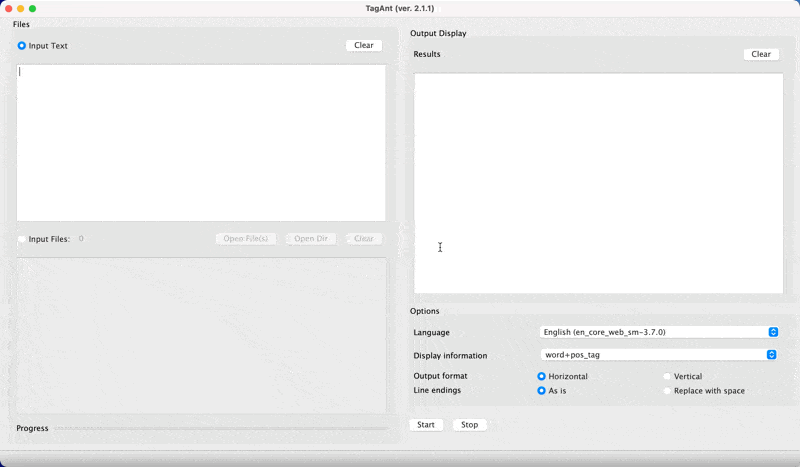 TagAnt (ver. 2.1.1)
Files
Input Text
Clear
Input Files: 0
Open File(s)
Open Dir
Clear
Progress
Output Display
Results
Clear
Options
Language
English (en_core_web_sm-3.7.0)
Display information
word+pos_tag
Output format
Horizontal
Vertical
Line endings
As is
Replace with space
Start
Stop